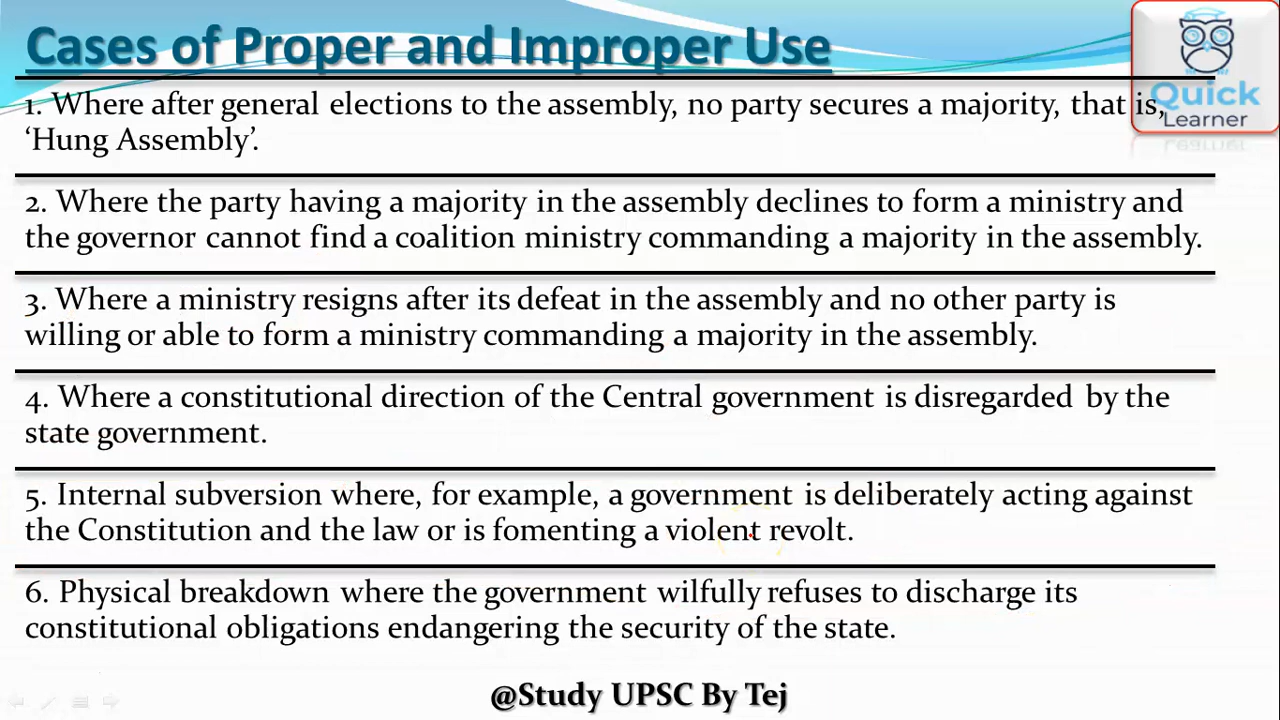 Cases of Proper and Improper Use
1. Where after general elections to the assembly, no party secures a majority, that is,
‘Hung Assembly’.
2. Where the party having a majority in the assembly declines to form a ministry and
the governor cannot find a coalition ministry commanding a majority in the assembly.
3. Where a ministry resigns after its defeat in the assembly and no other party is
willing or able to form a ministry commanding a majority in the assembly.
4. Where a constitutional direction of the Central government is disregarded by the
state government.
5. Internal subversion where, for example, a government is deliberately acting against
the Constitution and the law or is fomenting a violent revolt.
6. Physical breakdown where the government wilfully refuses to discharge its
constitutional obligations endangering the security of the state.
@Study UPSC By Tej
Quick
Learner